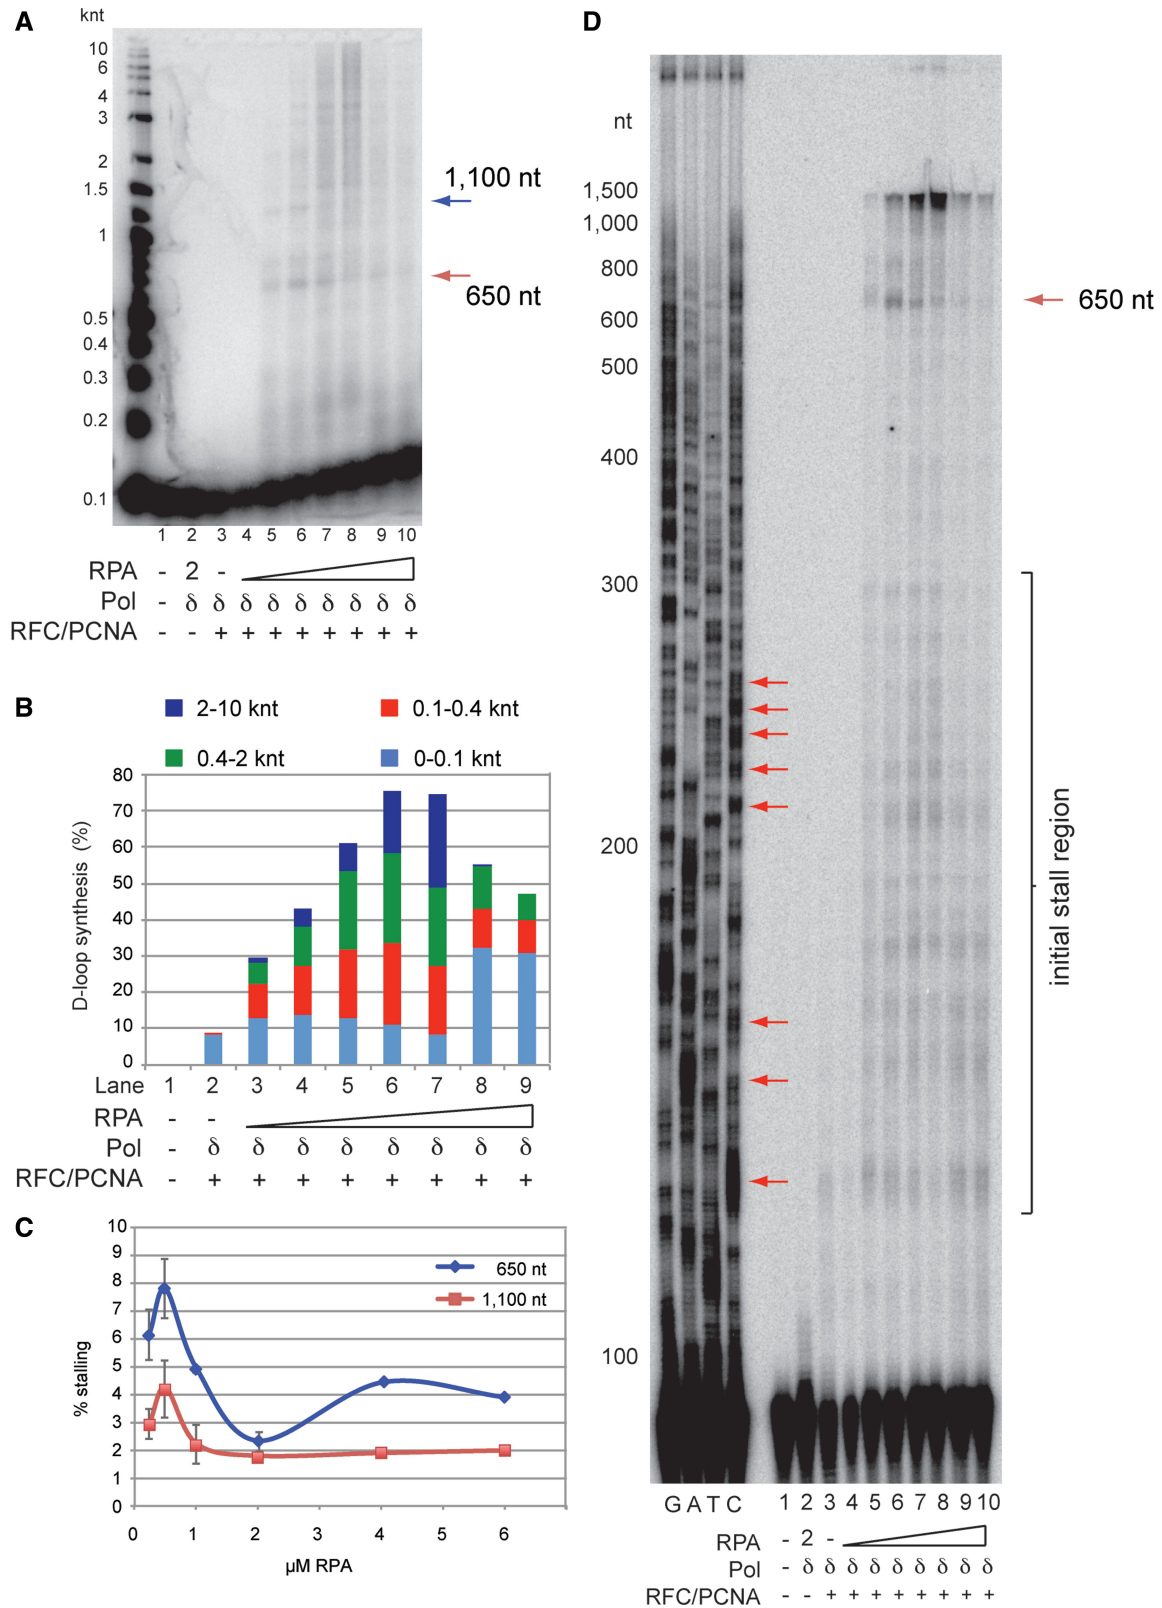 A
knt
10
6
4
3
2
1.5
1
0.5
0.4
0.3
0.2
0.1
1,100 nt
650 nt
1 2 3 4 5 6 7 8 9 10
RPA - 2 -
Pol - δ δ δ δ δ δ δ δ δ
RFC/PCNA - - + + + + + + + +
B
2-10 knt 0.1-0.4 knt
0.4-2 knt 0-0.1 knt
D-loop synthesis (%)
80
70
60
50
40
30
20
10
0
Lane 1 2 3 4 5 6 7 8 9
RPA - -
Pol - δ δ δ δ δ δ δ δ
RFC/PCNA - + + + + + + + +
C
% stalling
10
9
8
7
6
5
4
3
2
1
0
650 nt
1,100 nt
0 1 2 3 4 5 6
µM RPA
D
nt
1,500
1,000
800
600
500
400
300
200
100
650 nt
initial stall region
G A T C 1 2 3 4 5 6 7 8 9 10
RPA - 2 -
Pol - δ δ δ δ δ δ δ δ δ
RFC/PCNA - - + + + + + + + +